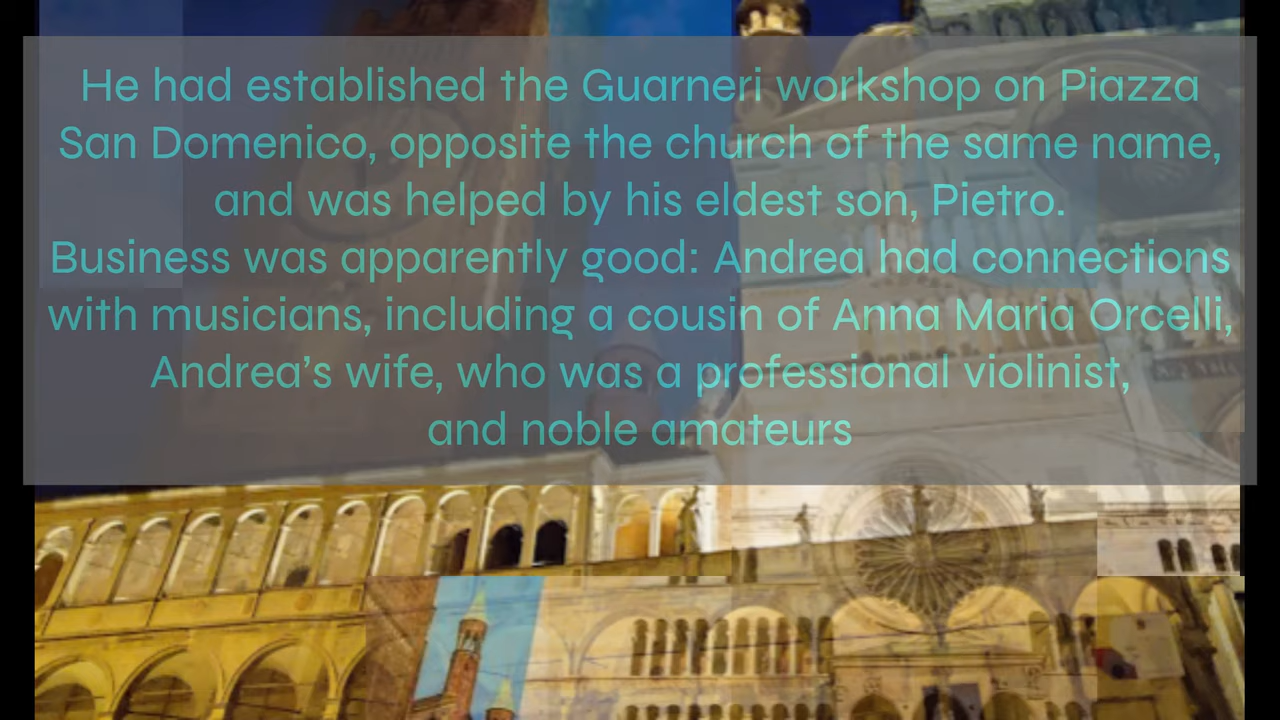 He had established the Guarneri workshop on Piazza
San Domenico, opposite the church of the same name,
and was helped by his eldest son, Pietro.
Business was apparently good: Andrea had connections
with musicians, including a cousin of Anna Maria Orcelli,
Andrea’s wife, who was a professional violinist,
and noble amateurs